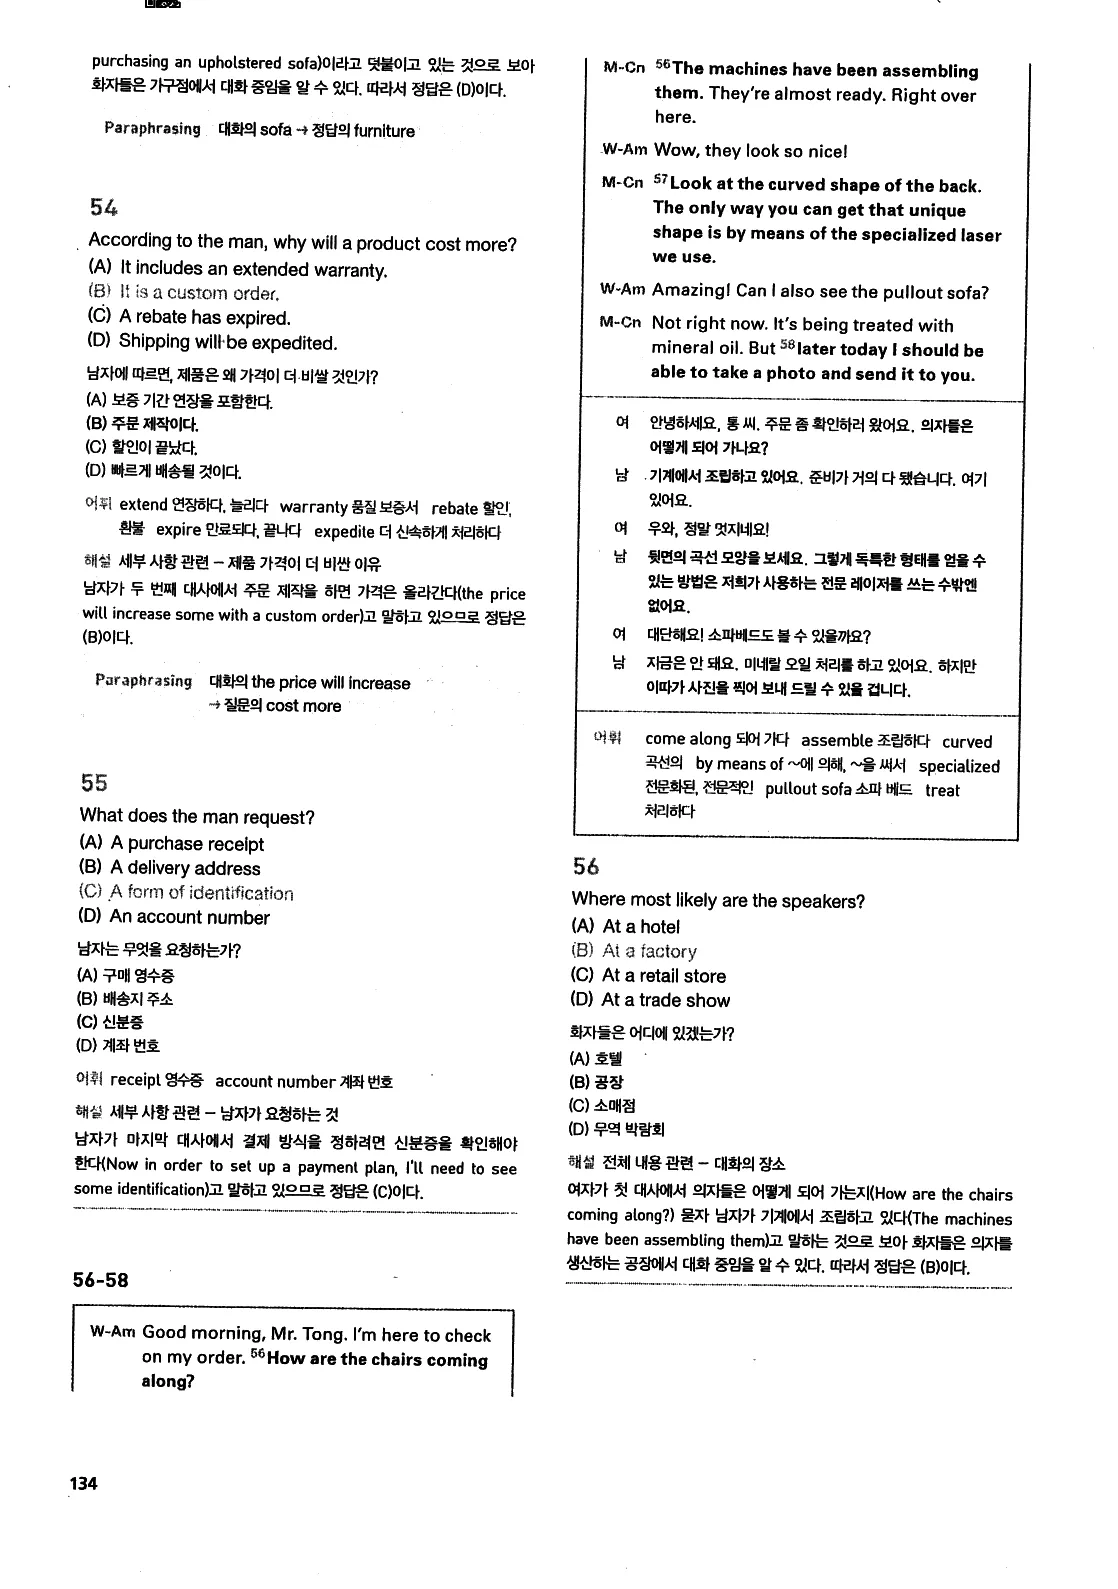 purchasing an upholstered sofa)이라고 덧붙이고 있는 것으로 보아
화자들은 가구점에서 대화 중임을 알 수 있다. 따라서 정답은 (D)이다.
Paraphrasing 대화의 sofa → 정답의 furniture
54
According to the man, why will a product cost more?
(A) It includes an extended warranty.
(B) It is a custom order.
(C) A rebate has expired.
(D) Shipping will be expedited.
남자에 따르면, 제품은 왜 가격이 더 비쌀 것인가?
(A) 보증 기간 연장을 포함한다.
(B) 주문 제작이다.
(C) 할인이 끝났다.
(D) 빠르게 배송될 것이다.
어휘 extend 연장하다, 늘리다 warranty 품질 보증서 rebate 할인,
환불 expire 만료되다, 끝나다 expedite 더 신속하게 처리하다
해설 세부 사항 관련 – 제품 가격이 더 비싼 이유
남자가 두 번째 대사에서 주문 제작을 하면 가격은 올라간다(the price
will increase some with a custom order)고 말하고 있으므로 정답은
(B)이다.
Paraphrasing 대화의 the price will increase
→ 질문의 cost more
55
What does the man request?
(A) A purchase receipt
(B) A delivery address
(C) A form of identification
(D) An account number
남자는 무엇을 요청하는가?
(A) 구매 영수증
(B) 배송지 주소
(C) 신분증
(D) 계좌 번호
어휘 receipt 영수증 account number 계좌 번호
해설 세부 사항 관련 – 남자가 요청하는 것
남자가 마지막 대사에서 결제 방식을 정하려면 신분증을 확인해야
한다(Now in order to set up a payment plan, I'll need to see
some identification)고 말하고 있으므로 정답은 (C)이다.
56-58
W-Am Good morning, Mr. Tong. I'm here to check
on my order. 56How are the chairs coming
along?
134
M-Cn 56The machines have been assembling
them. They're almost ready. Right over
here.
W-Am Wow, they look so nice!
M-Cn 57Look at the curved shape of the back.
The only way you can get that unique
shape is by means of the specialized laser
we use.
W-Am Amazing! Can I also see the pullout sofa?
M-Cn Not right now. It's being treated with
mineral oil. But 58later today I should be
able to take a photo and send it to you.
여 안녕하세요, 통 씨. 주문 좀 확인하러 왔어요. 의자들은
어떻게 되어 가나요?
남 기계에서 조립하고 있어요. 준비가 거의 다 됐습니다. 여기
있어요.
여 우와, 정말 멋지네요!
남 뒷면의 곡선 모양을 보세요. 그렇게 독특한 형태를 얻을 수
있는 방법은 저희가 사용하는 전문 레이저를 쓰는 수밖엔
없어요.
여 대단해요! 소파베드도 볼 수 있을까요?
남 지금은 안 돼요. 미네랄 오일 처리를 하고 있어요. 하지만
이따가 사진을 찍어 보내 드릴 수 있을 겁니다.
어휘 come along 되어 가다 assemble 조립하다 curved
곡선의 by means of ~에 의해, ~을 써서 specialized
전문화된, 전문적인 pullout sofa 소파 베드 treat
처리하다
56
Where most likely are the speakers?
(A) At a hotel
(B) At a factory
(C) At a retail store
(D) At a trade show
화자들은 어디에 있겠는가?
(A) 호텔
(B) 공장
(C) 소매점
(D) 무역 박람회
해설 전체 내용 관련 – 대화의 장소
여자가 첫 대사에서 의자들은 어떻게 되어 가는지(How are the chairs
coming along?) 묻자 남자가 기계에서 조립하고 있다(The machines
have been assembling them)고 말하는 것으로 보아 화자들은 의자를
생산하는 공장에서 대화 중임을 알 수 있다. 따라서 정답은 (B)이다.